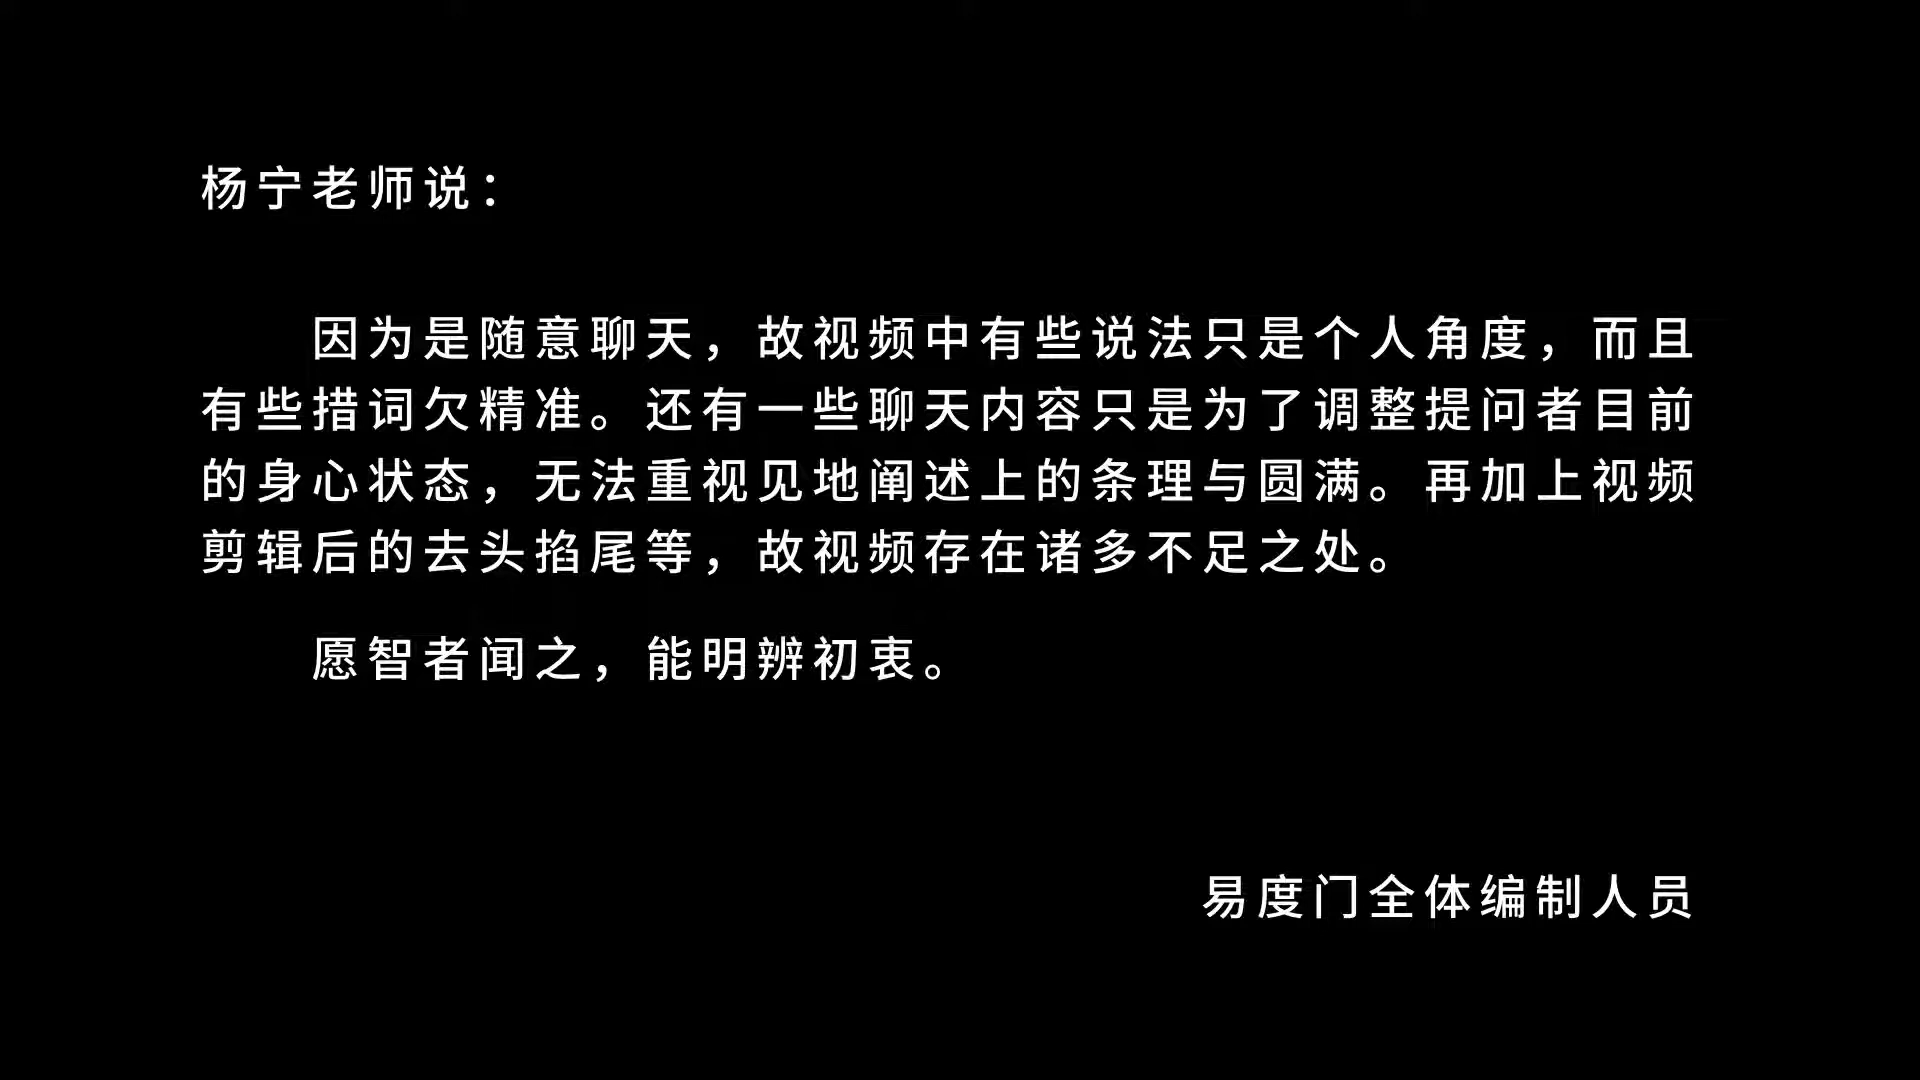 杨宁老师说：
因为是随意聊天，故视频中有些说法只是个人角度，而且
有些措词欠精准。还有一些聊天内容只是为了调整提问者目前
的身心状态，无法重视见地阐述上的条理与圆满。再加上视频
剪辑后的去头掐尾等，故视频存在诸多不足之处。
愿智者闻之，能明辨初衷。
易度门全体编制人员